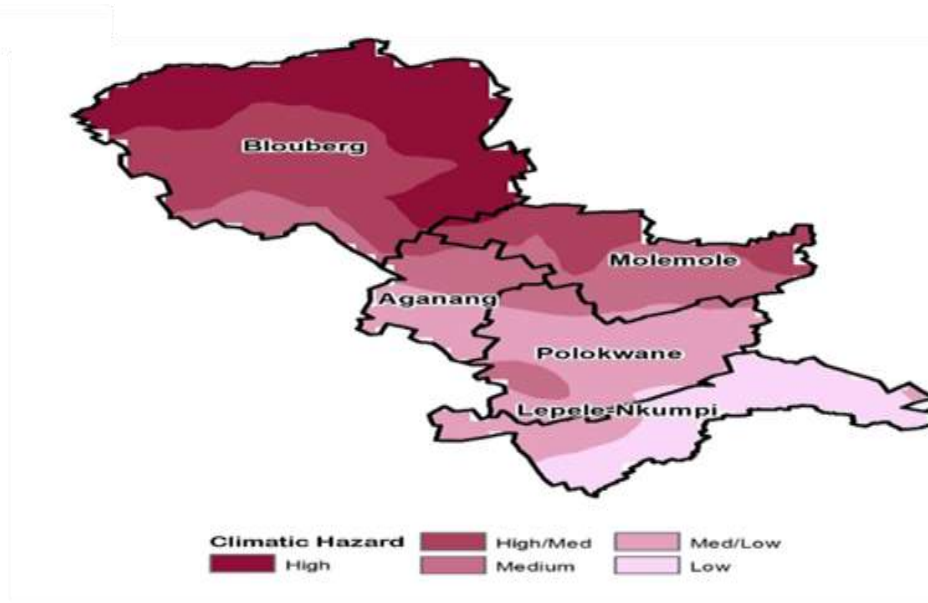 Blouberg
Molemole
Aganang
Polokwane
Lepele-Nkumpi
Climatic Hazard
High/Med
Med/Low
High
Medium
Low